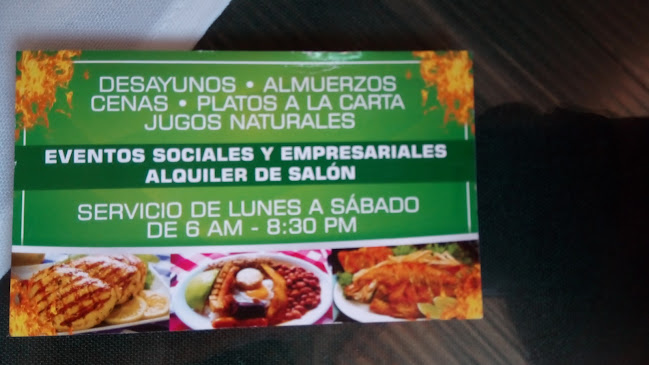 DESAYUNOS • ALMUERZOS
CENAS • PLATOS A LA CARTA
JUGOS NATURALES
EVENTOS SOCIALES Y EMPRESARIALES
ALQUILER DE SALÓN
SERVICIO DE LUNES A SÁBADO
DE 6 AM - 8:30 PM